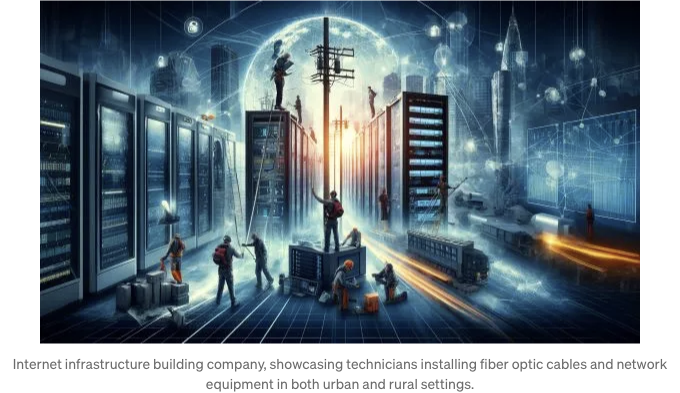 Internet infrastructure building company, showcasing technicians installing fiber optic cables and network
equipment in both urban and rural settings.